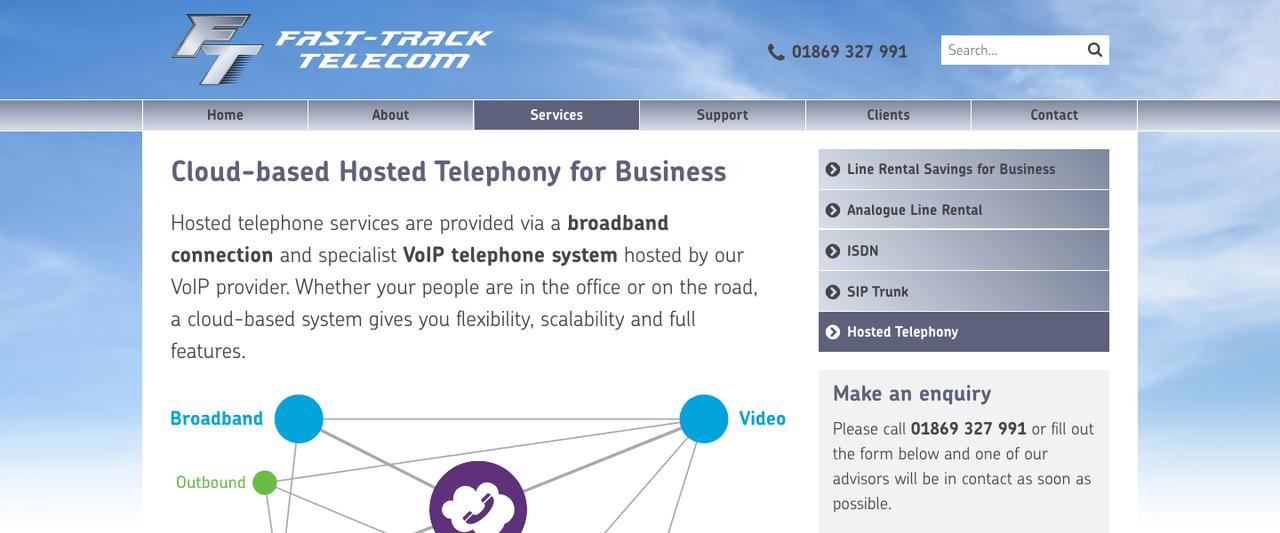 FT FAST-TRACK
TELECOM
01869 327 991
Search...
Home About Services Support Clients Contact
Cloud-based Hosted Telephony for Business
Hosted telephone services are provided via a broadband
connection and specialist VoIP telephone system hosted by our
VoIP provider. Whether your people are in the office or on the road,
a cloud-based system gives you flexibility, scalability and full
features.
Broadband
Video
Outbound
Line Rental Savings for Business
Analogue Line Rental
ISDN
SIP Trunk
Hosted Telephony
Make an enquiry
Please call 01869 327 991 or fill out
the form below and one of our
advisors will be in contact as soon as
possible.